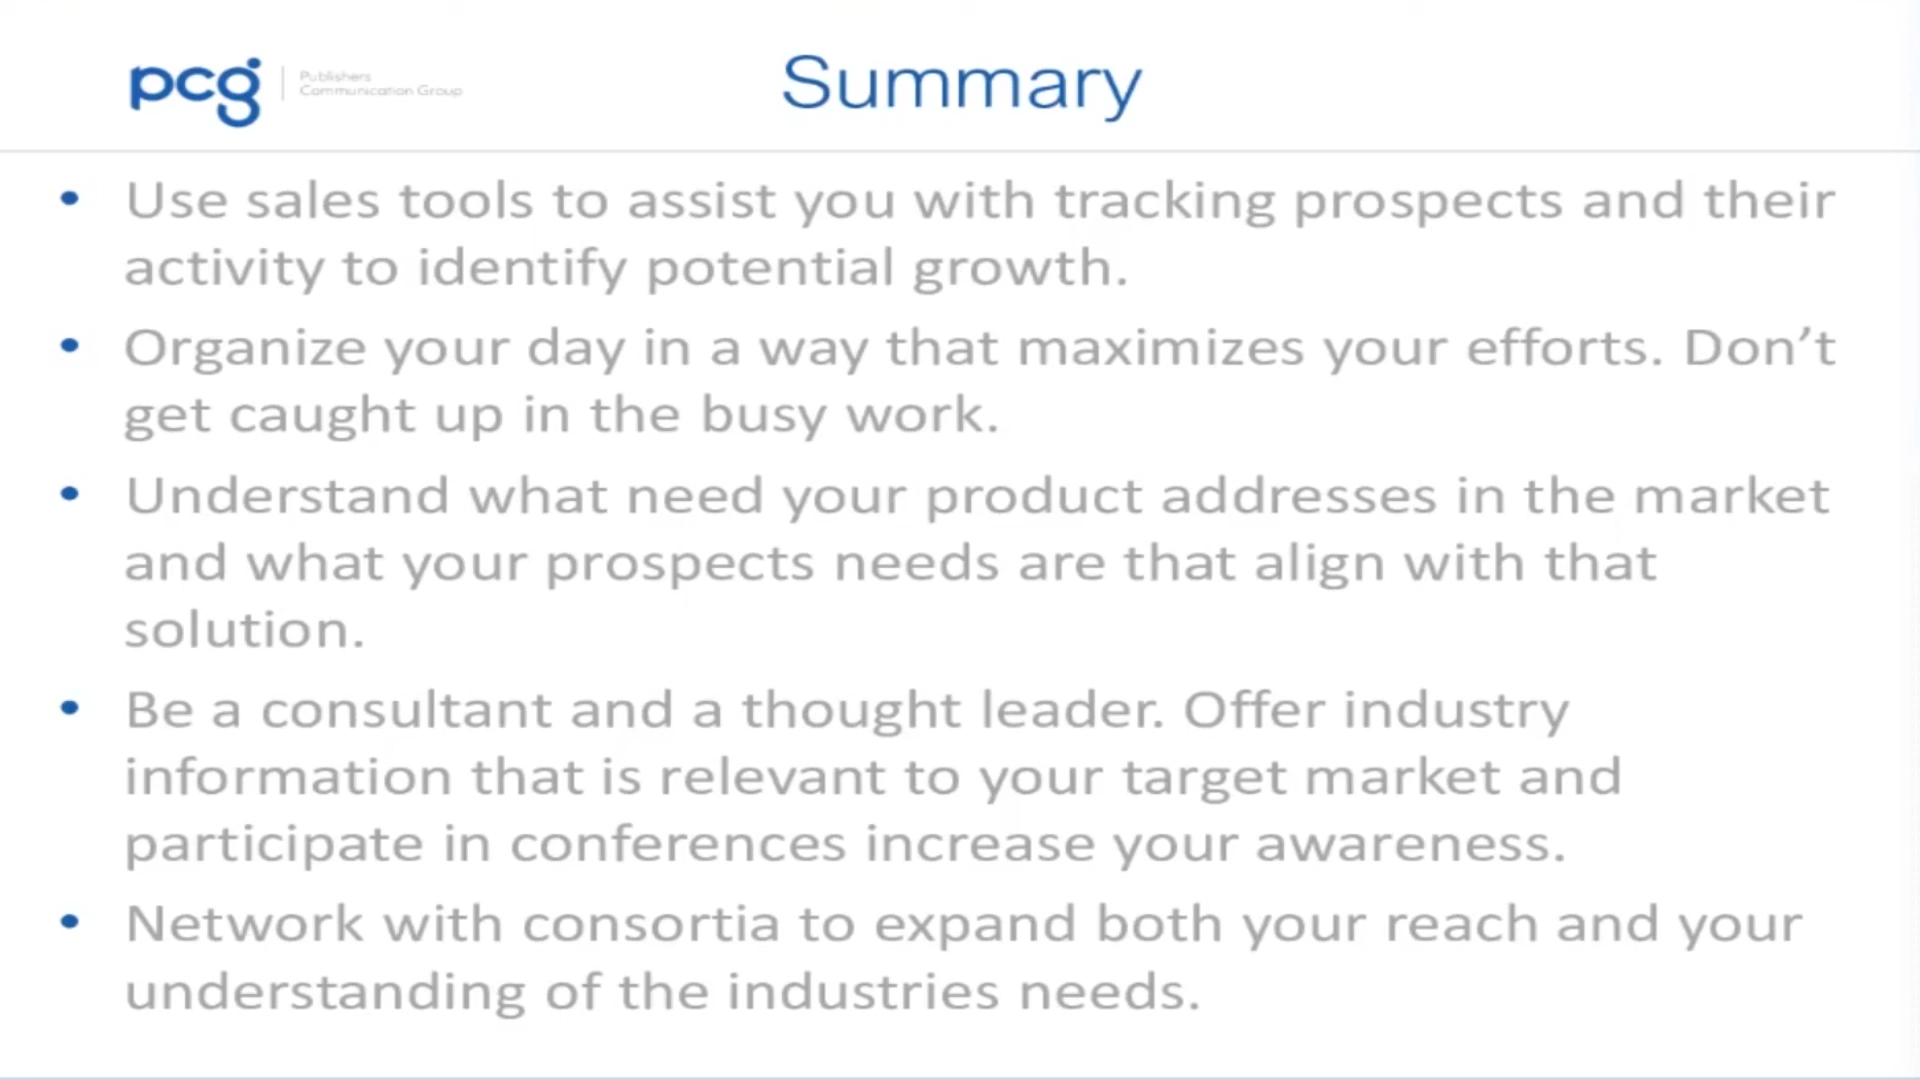 pcg
Publishers
Communication Group
Summary
• Use sales tools to assist you with tracking prospects and their
activity to identify potential growth.
• Organize your day in a way that maximizes your efforts. Don’t
get caught up in the busy work.
• Understand what need your product addresses in the market
and what your prospects needs are that align with that
solution.
• Be a consultant and a thought leader. Offer industry
information that is relevant to your target market and
participate in conferences increase your awareness.
• Network with consortia to expand both your reach and your
understanding of the industries needs.